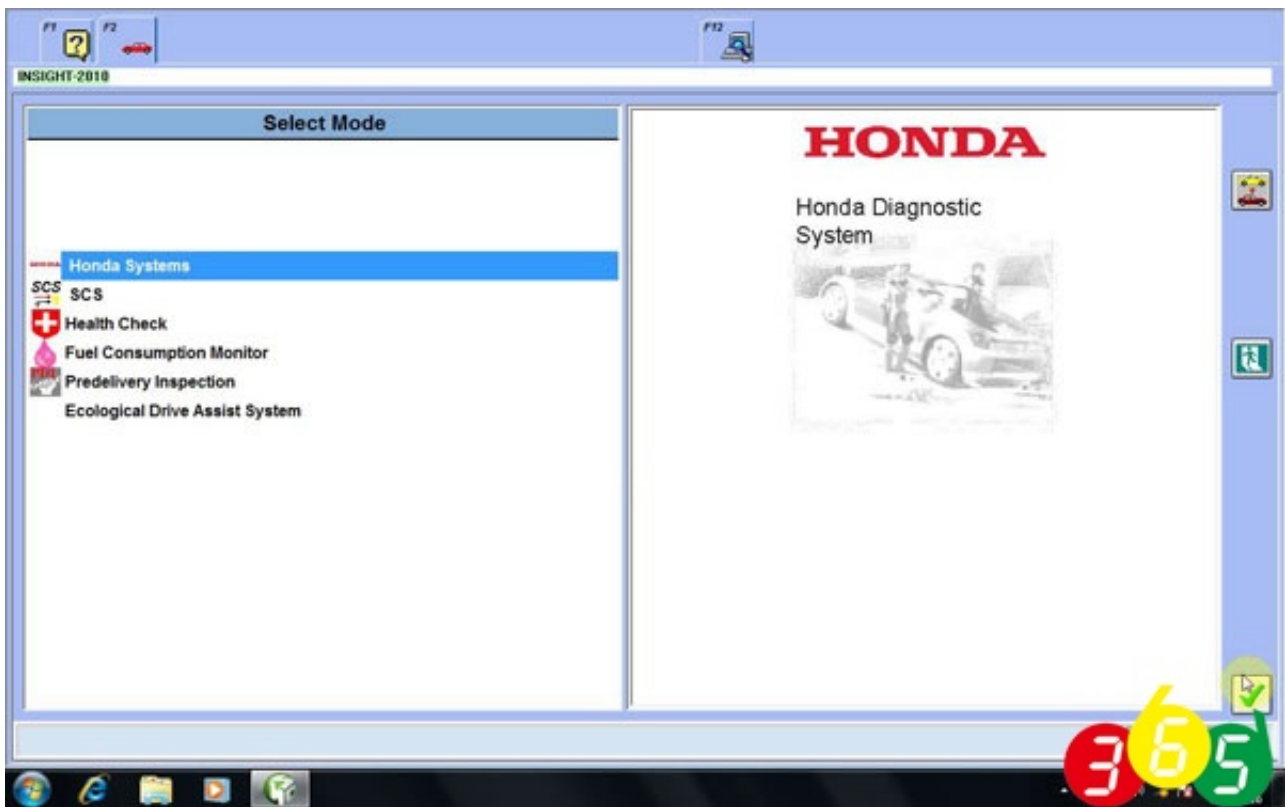 F1
F2
F12
INSIGHT-2010
Select Mode
Honda Systems
SCS
SCS
Health Check
Fuel Consumption Monitor
Predelivery Inspection
Ecological Drive Assist System
HONDA
Honda Diagnostic
System
365